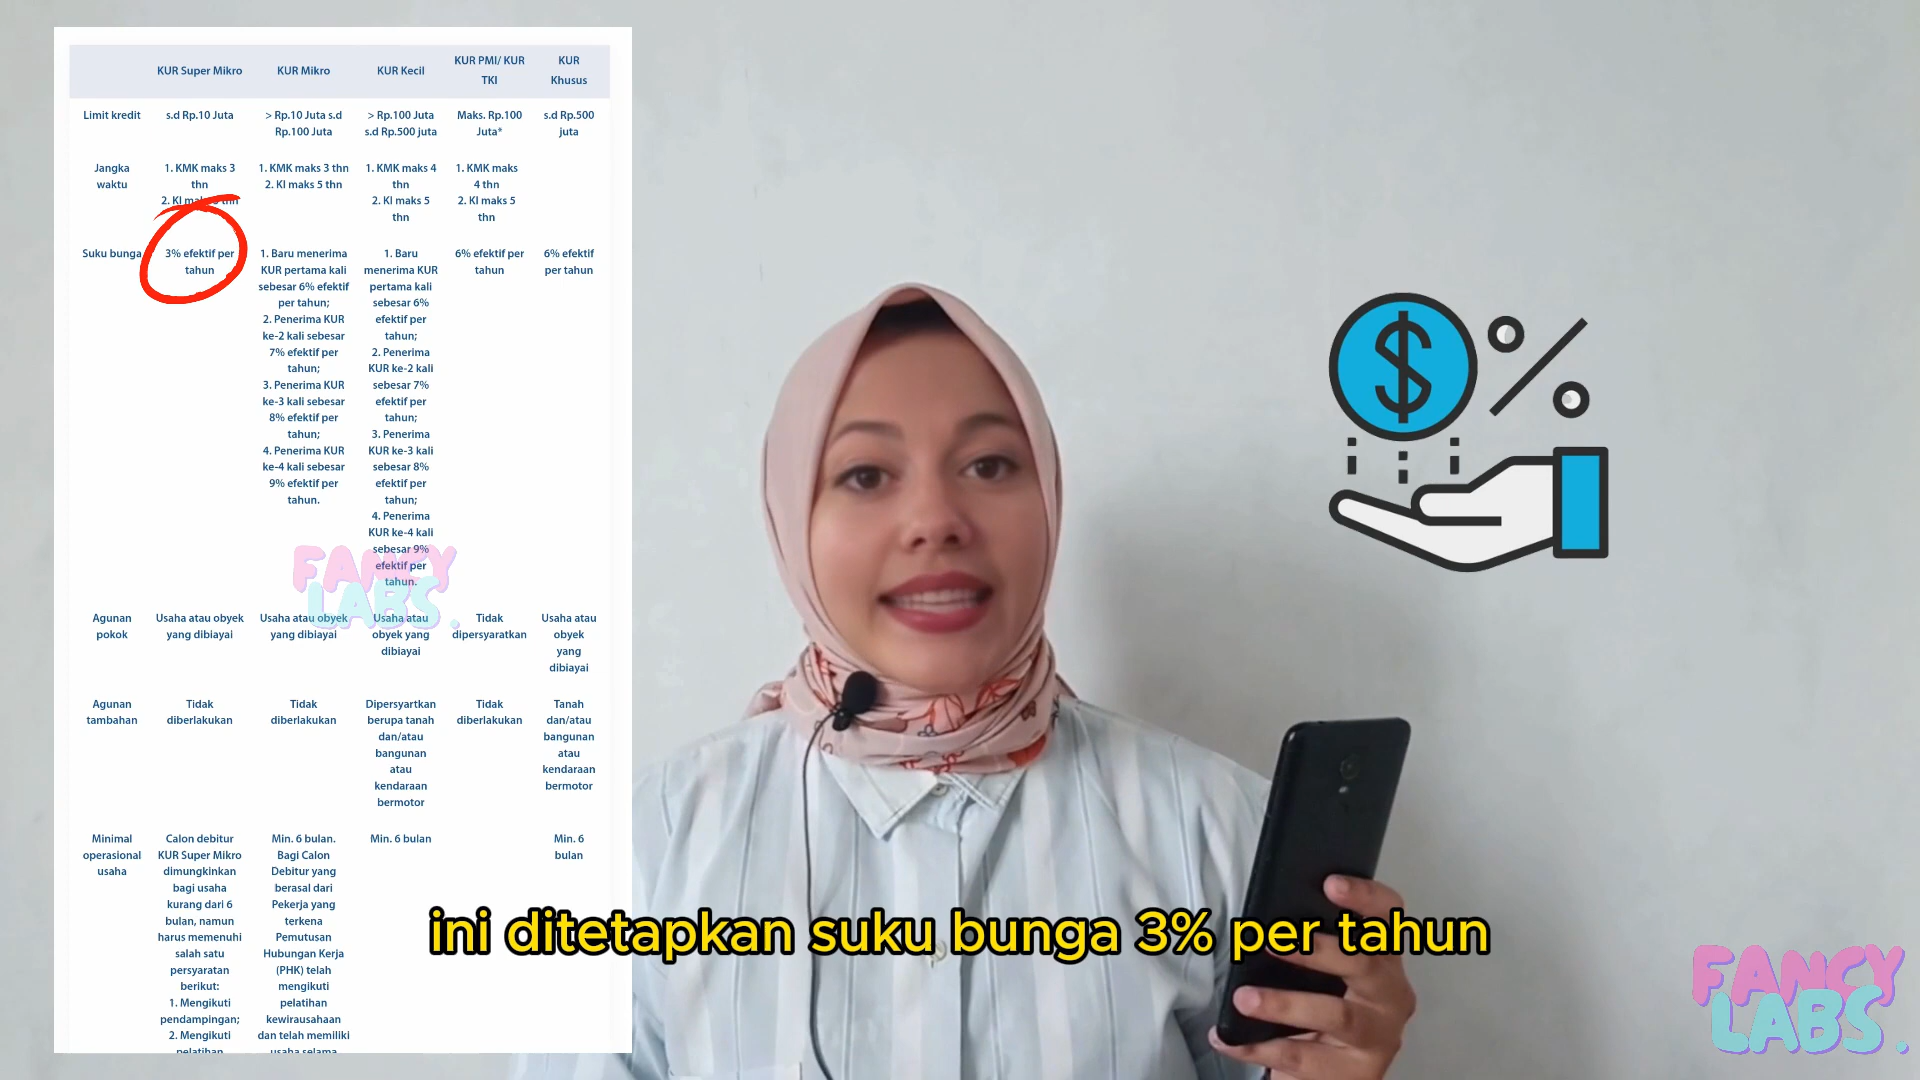 KUR Super Mikro
KUR Mikro
KUR Kecil
KUR PMI/ KUR
TKI
KUR
Khusus
Limit kredit
s.d Rp.10 Juta
> Rp.10 Juta s.d
Rp.100 Juta
> Rp.100 Juta
s.d Rp.500 juta
Maks. Rp.100
Juta*
s.d Rp.500
juta
Jangka
waktu
1. KMK maks 3
thn
2. KI maks 5 thn
1. KMK maks 3 thn
2. KI maks 5 thn
1. KMK maks 4
thn
2. KI maks 5
thn
1. KMK maks
4 thn
2. KI maks 5
thn
Suku bunga
3% efektif per
tahun
1. Baru menerima
KUR pertama kali
sebesar 6% efektif
per tahun;
2. Penerima KUR
ke-2 kali sebesar
7% efektif per
tahun;
3. Penerima KUR
ke-3 kali sebesar
8% efektif per
tahun;
4. Penerima KUR
ke-4 kali sebesar
9% efektif per
tahun.
1. Baru
menerima KUR
pertama kali
sebesar 6%
efektif per
tahun;
2. Penerima
KUR ke-2 kali
sebesar 7%
efektif per
tahun;
3. Penerima
KUR ke-3 kali
sebesar 8%
efektif per
tahun;
4. Penerima
KUR ke-4 kali
sebesar 9%
efektif per
tahun.
6% efektif per
tahun
6% efektif
per tahun
FANCY
LABS.
Agunan
pokok
Usaha atau obyek
yang dibiayai
Usaha atau obyek
yang dibiayai
Usaha atau
obyek yang
dibiayai
Tidak
dipersyaratkan
Usaha atau
obyek
yang
dibiayai
Agunan
tambahan
Tidak
diberlakukan
Tidak
diberlakukan
Dipersyartkan
berupa tanah
dan/atau
bangunan
atau
kendaraan
bermotor
Tidak
diberlakukan
Tanah
dan/atau
bangunan
atau
kendaraan
bermotor
Minimal
operasional
usaha
Calon debitur
KUR Super Mikro
dimungkinkan
bagi usaha
kurang dari 6
bulan, namun
harus memenuhi
salah satu
persyaratan
berikut:
1. Mengikuti
pendampingan;
2. Mengikuti
pelatihan
Min. 6 bulan.
Bagi Calon
Debitur yang
berasal dari
Pekerja yang
terkena
Pemutusan
Hubungan Kerja
(PHK) telah
mengikuti
pelatihan
kewirausahaan
dan telah memiliki
usaha selama
Min. 6 bulan
Min. 6
bulan
$ %
ini ditetapkan suku bunga 3% per tahun
FANCY
LABS.